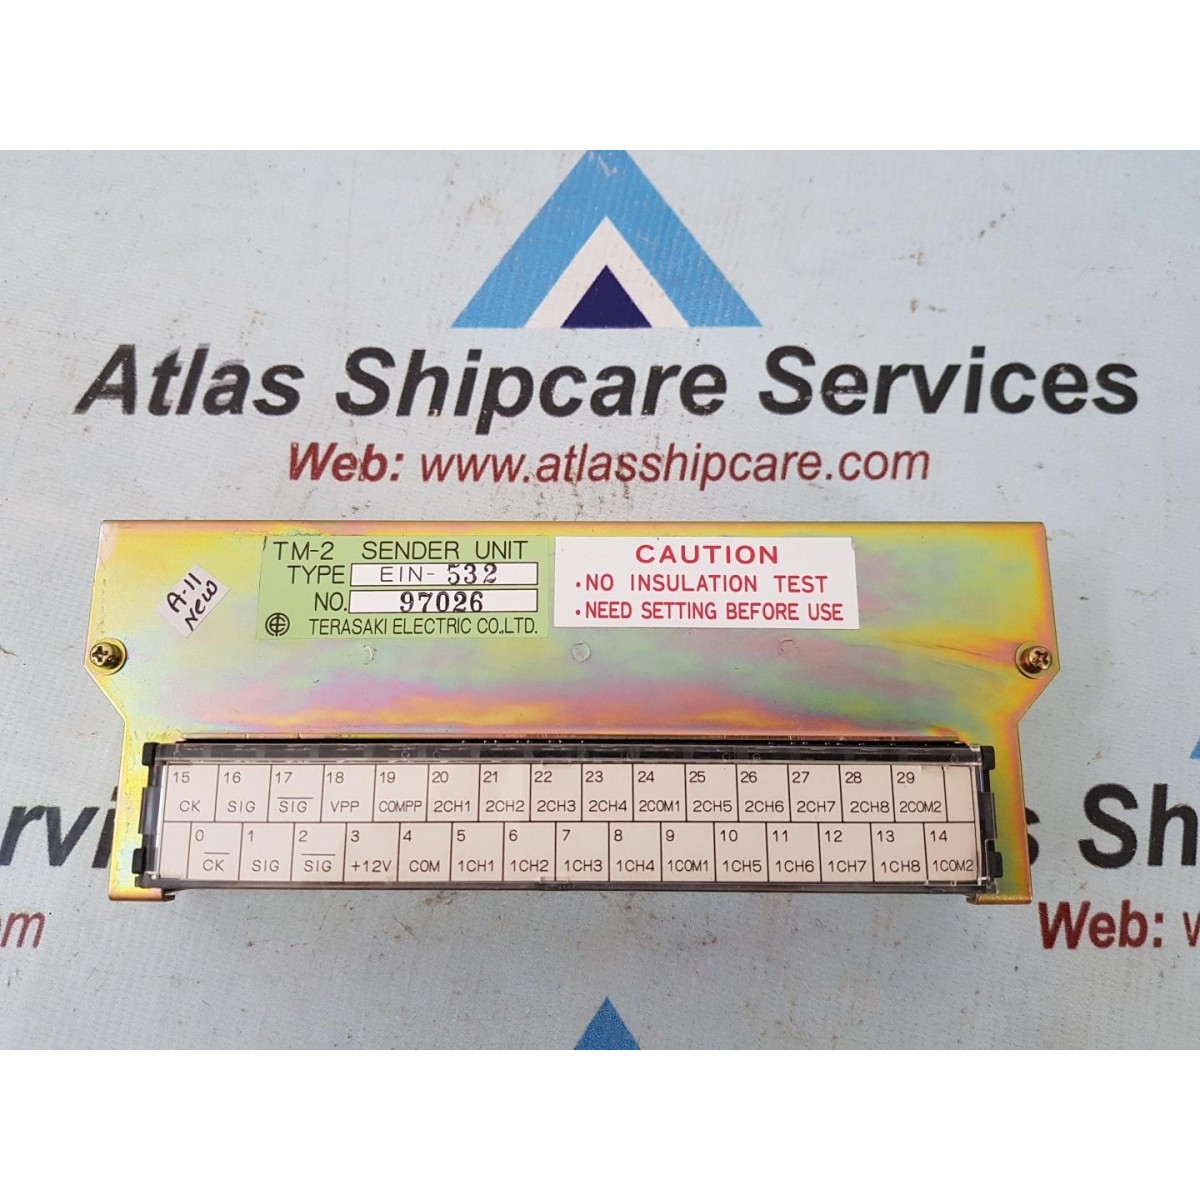 Atlas Shipcare Services
Web: www.atlasshipcare.com
A-11
New
TM-2 SENDER UNIT
TYPE EIN-532
NO. 97026
TERASAKI ELECTRIC CO.,LTD.
CAUTION
・NO INSULATION TEST
・NEED SETTING BEFORE USE
15 16 17 18 19 20 21 22 23 24 25 26 27 28 29
CK SIG SIG VPP COMPP 2CH1 2CH2 2CH3 2CH4 2COM1 2CH5 2CH6 2CH7 2CH8 2COM2
0 1 2 3 4 5 6 7 8 9 10 11 12 13 14
CK SIG SIG +12V COM 1CH1 1CH2 1CH3 1CH4 1COM1 1CH5 1CH6 1CH7 1CH8 1COM2
ervi
s Sh
om
Web: w